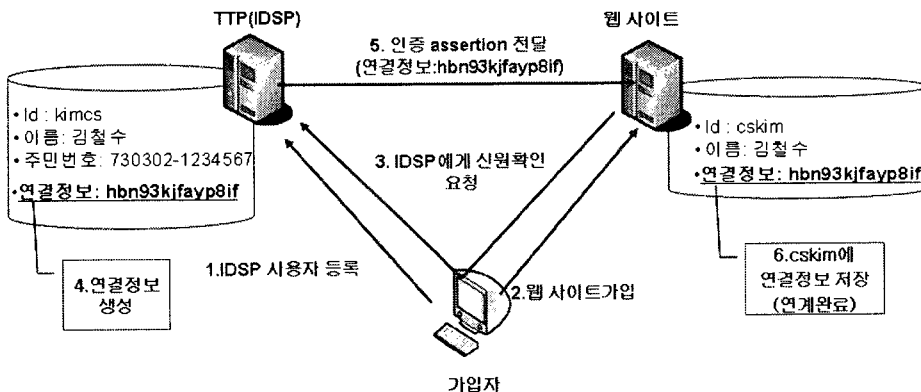 TTP(IDSP)
웹 사이트
5. 인증 assertion 전달
(연결정보:hbn93kjfayp8if)
• Id : kimcs
• 이름: 김철수
• 주민번호: 730302-1234567
•연결정보: hbn93kjfayp8if
• Id : cskim
• 이름: 김철수
•연결정보: hbn93kjfayp8if
3. IDSP에게 신원확인
요청
4.연결정보
생성
1.IDSP 사용자 등록
2.웹 사이트가입
6.cskim에
연결정보 저장
(연계완료)
가입자